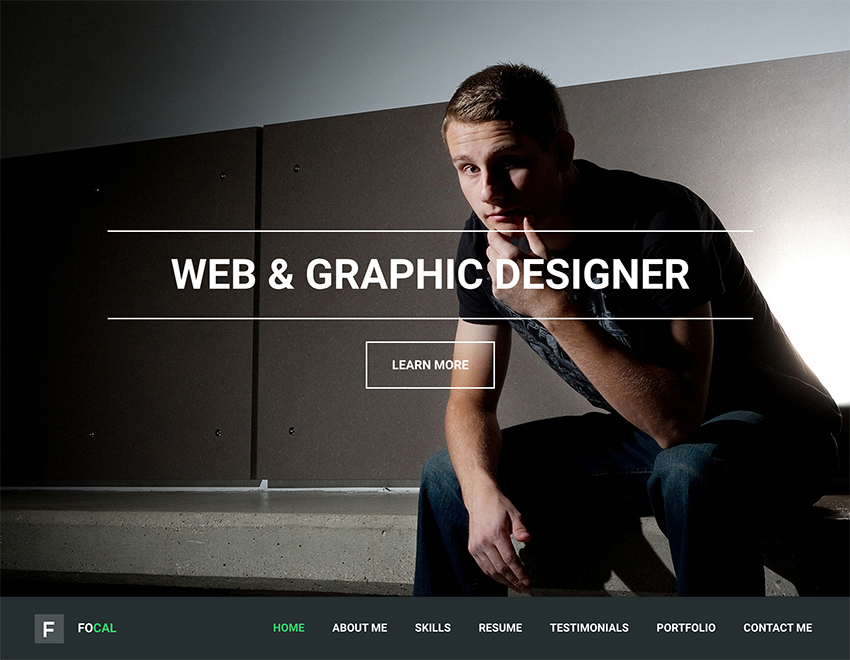 WEB & GRAPHIC DESIGNER
LEARN MORE
F FOCAL HOME ABOUT ME SKILLS RESUME TESTIMONIALS PORTFOLIO CONTACT ME